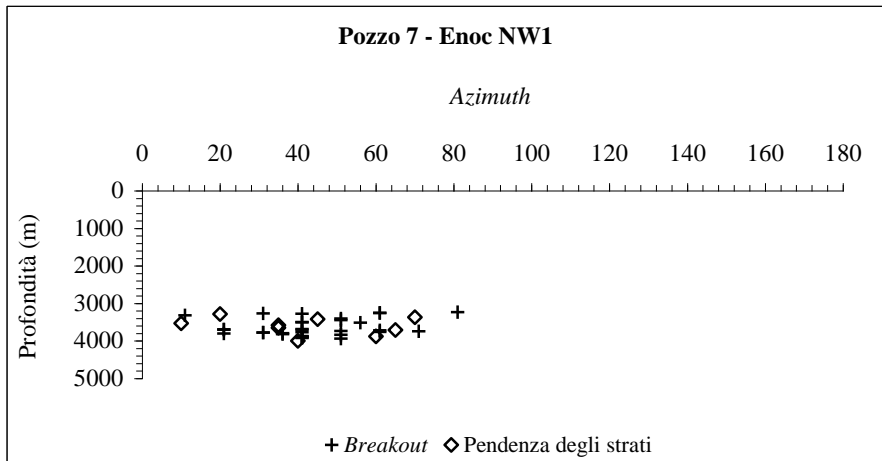 Pozzo 7 - Enoc NW1
Azimuth
0 20 40 60 80 100 120 140 160 180
Profondità (m)
0
1000
2000
3000
4000
5000
Breakout Pendenza degli strati